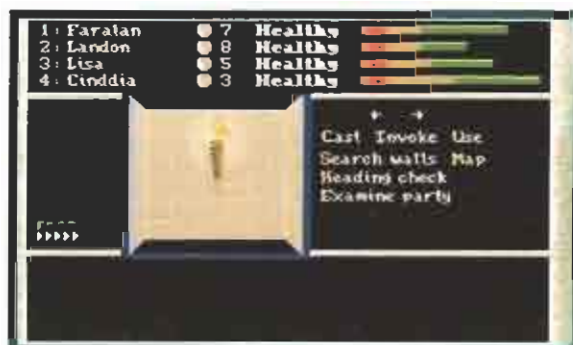 1: Faralan 7 Healthy
2: Landon 8 Healthy
3: Lisa 5 Healthy
4: Cinddia 3 Healthy
Cast Invoke Use
Search walls Map
Heading check
Examine party